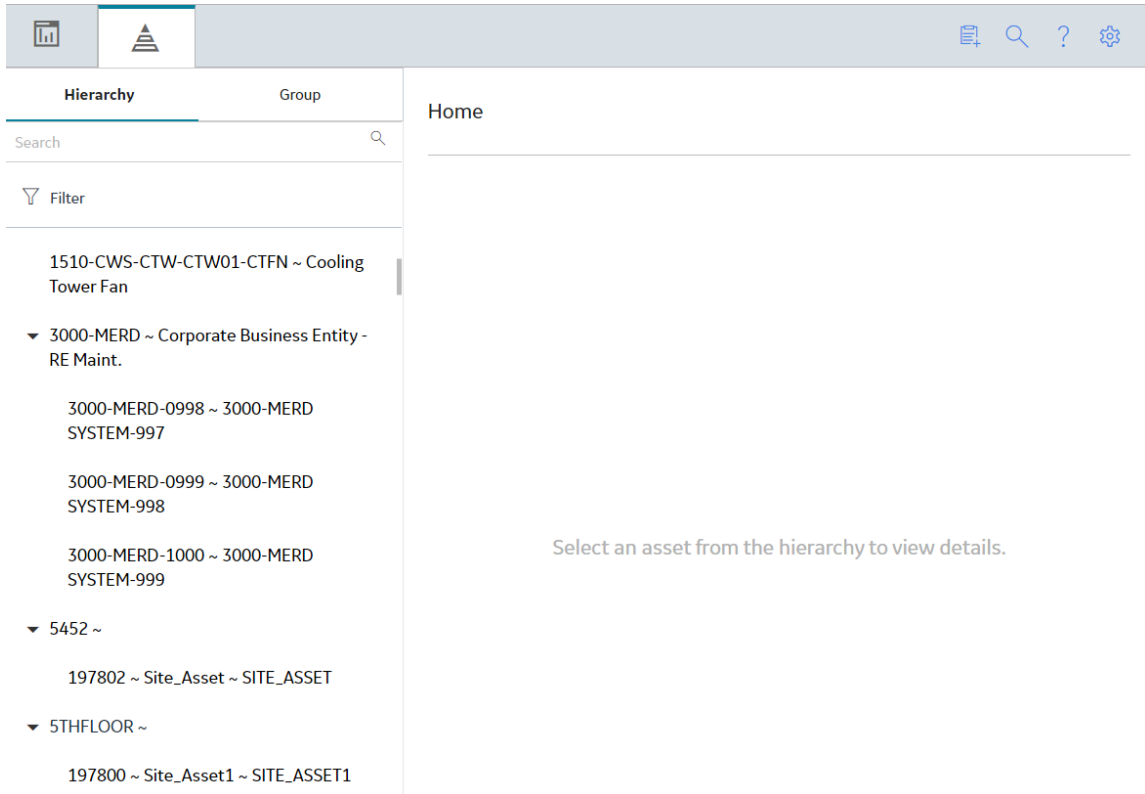 Hierarchy
Group
Home
Search
Filter
1510-CWS-CTW-CTW01-CTFN ~ Cooling
Tower Fan
3000-MERD ~ Corporate Business Entity -
RE Maint.
3000-MERD-0998 ~ 3000-MERD
SYSTEM-997
3000-MERD-0999 ~ 3000-MERD
SYSTEM-998
3000-MERD-1000 ~ 3000-MERD
SYSTEM-999
Select an asset from the hierarchy to view details.
5452 ~
197802 ~ Site_Asset ~ SITE_ASSET
5THFLOOR ~
197800 ~ Site_Asset1 ~ SITE_ASSET1